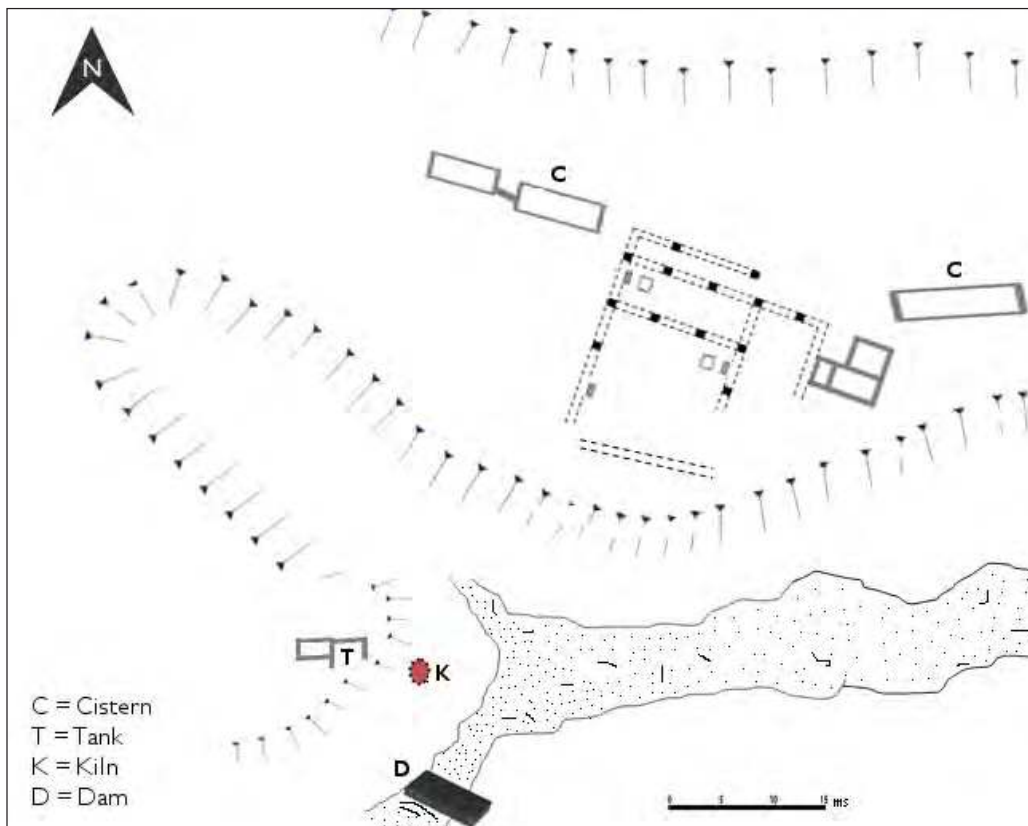 N
C
C
T
K
D
C = Cistern
T = Tank
K = Kiln
D = Dam
0 5 10 15 ms